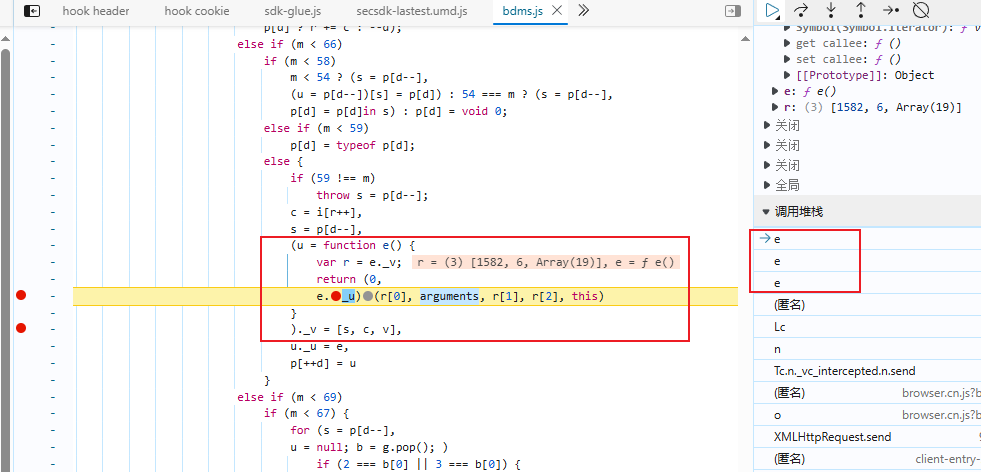 hook header
hook cookie
sdk-glue.js
secsdk-lastest.umd.js
bdms.js
p[d] ? r += c : --d);
else if (m < 66)
if (m < 58)
m < 54 ? (s = p[d--],
(u = p[d--])[s] = p[d]) : 54 === m ? (s = p[d--],
p[d] = p[d]in s) : p[d] = void 0;
else if (m < 59)
p[d] = typeof p[d];
else {
if (59 !== m)
throw s = p[d--];
c = i[r++],
s = p[d--],
(u = function e() {
var r = e._v; r = (3) [1582, 6, Array(19)], e = ƒ e()
return (0,
e._u)(r[0], arguments, r[1], r[2], this)
}
)._v = [s, c, v],
u._u = e,
p[++d] = u
}
else if (m < 69)
if (m < 67) {
for (s = p[d--],
u = null; b = g.pop(); )
if (2 === b[0] || 3 === b[0]) {
get callee: ƒ ()
set callee: ƒ ()
[[Prototype]]: Object
e: ƒ e()
r: (3) [1582, 6, Array(19)]
关闭
关闭
关闭
全局
调用堆栈
e
e
e
(匿名)
Lc
n
Tc.n._vc_intercepted.n.send
(匿名) browser.cn.js?b
o browser.cn.js?b
XMLHttpRequest.send
(匿名) client-entry-